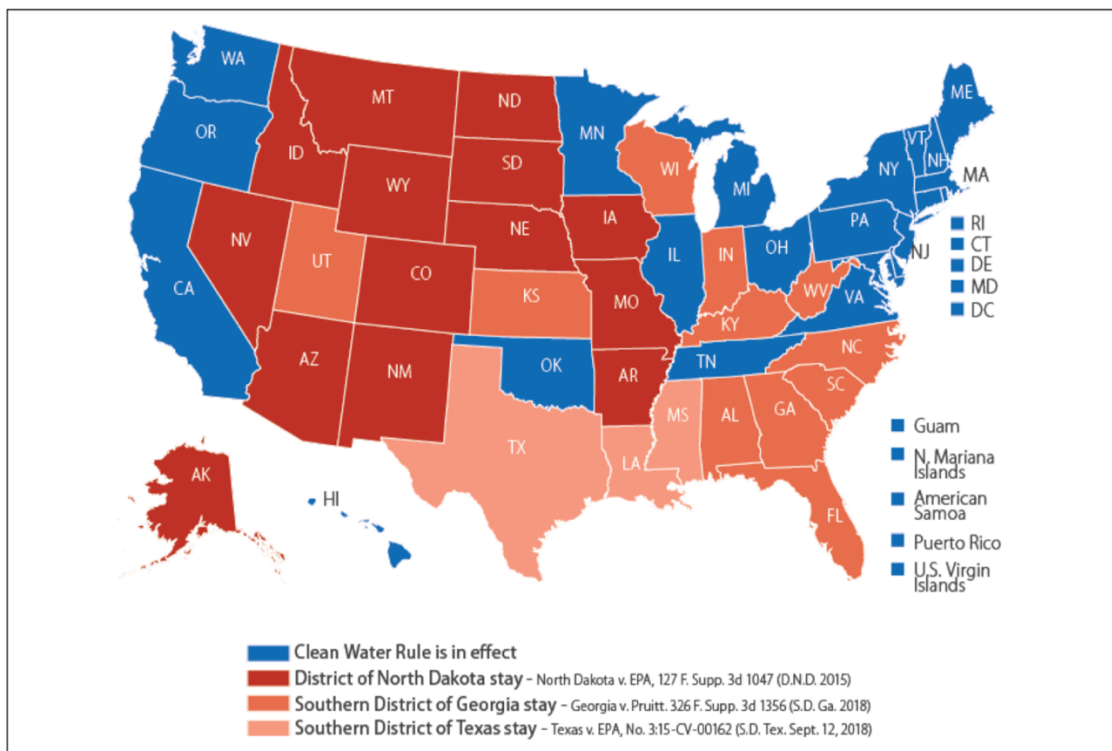 WA
MT
ND
MN
ME
OR
ID
SD
WI
VT
NH
NY
MA
WY
MI
RI
CT
DE
MD
DC
IA
PA
NE
NJ
NV
OH
IL
IN
UT
CO
CA
WV
VA
KS
MO
KY
NC
OK
TN
AZ
NM
AR
SC
MS
AL
GA
Guam
TX
LA
N. Mariana
Islands
AK
HI
American
Samoa
FL
Puerto Rico
U.S. Virgin
Islands
Clean Water Rule is in effect
District of North Dakota stay – North Dakota v. EPA, 127 F. Supp. 3d 1047 (D.N.D. 2015)
Southern District of Georgia stay – Georgia v. Pruitt. 326 F. Supp. 3d 1356 (S.D. Ga. 2018)
Southern District of Texas stay – Texas v. EPA, No. 3:15-CV-00162 (S.D. Tex. Sept. 12, 2018)